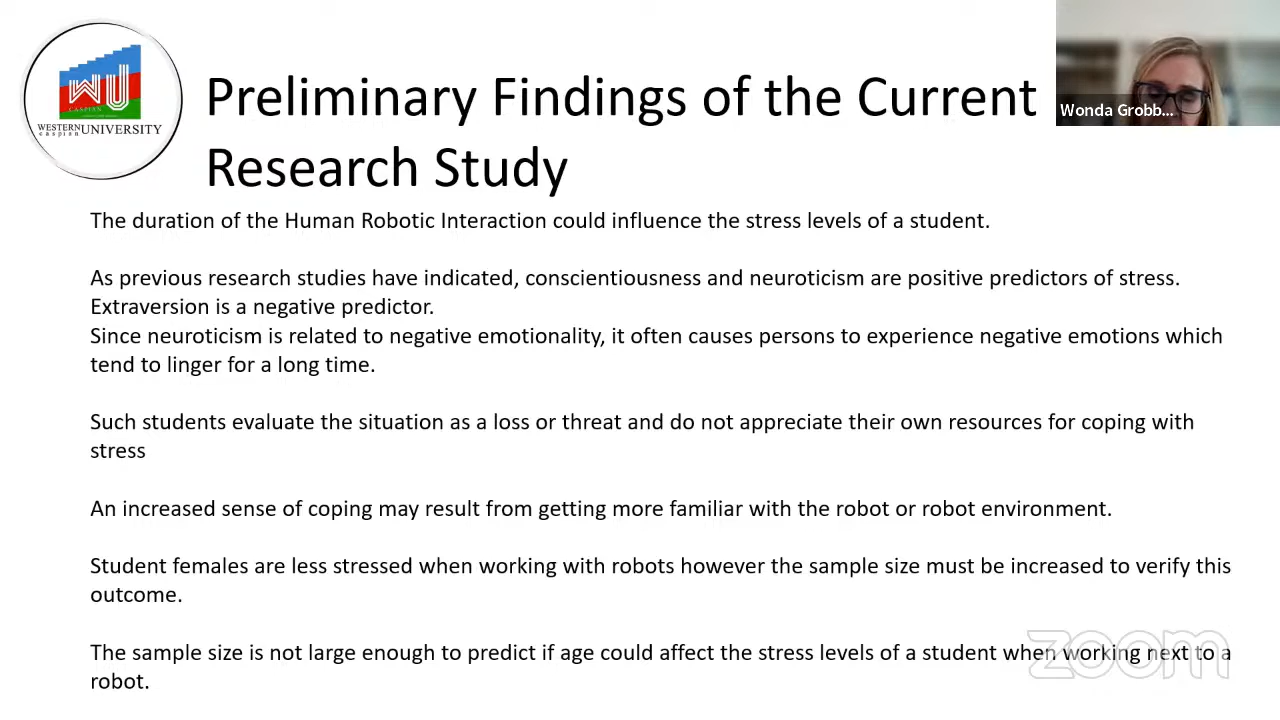 WU
CASPIAN
WESTERN UNIVERSITY
caspian
Preliminary Findings of the Current
Research Study
Wonda Grobb...
The duration of the Human Robotic Interaction could influence the stress levels of a student.
As previous research studies have indicated, conscientiousness and neuroticism are positive predictors of stress.
Extraversion is a negative predictor.
Since neuroticism is related to negative emotionality, it often causes persons to experience negative emotions which
tend to linger for a long time.
Such students evaluate the situation as a loss or threat and do not appreciate their own resources for coping with
stress
An increased sense of coping may result from getting more familiar with the robot or robot environment.
Student females are less stressed when working with robots however the sample size must be increased to verify this
outcome.
The sample size is not large enough to predict if age could affect the stress levels of a student when working next to a
robot.
zoom